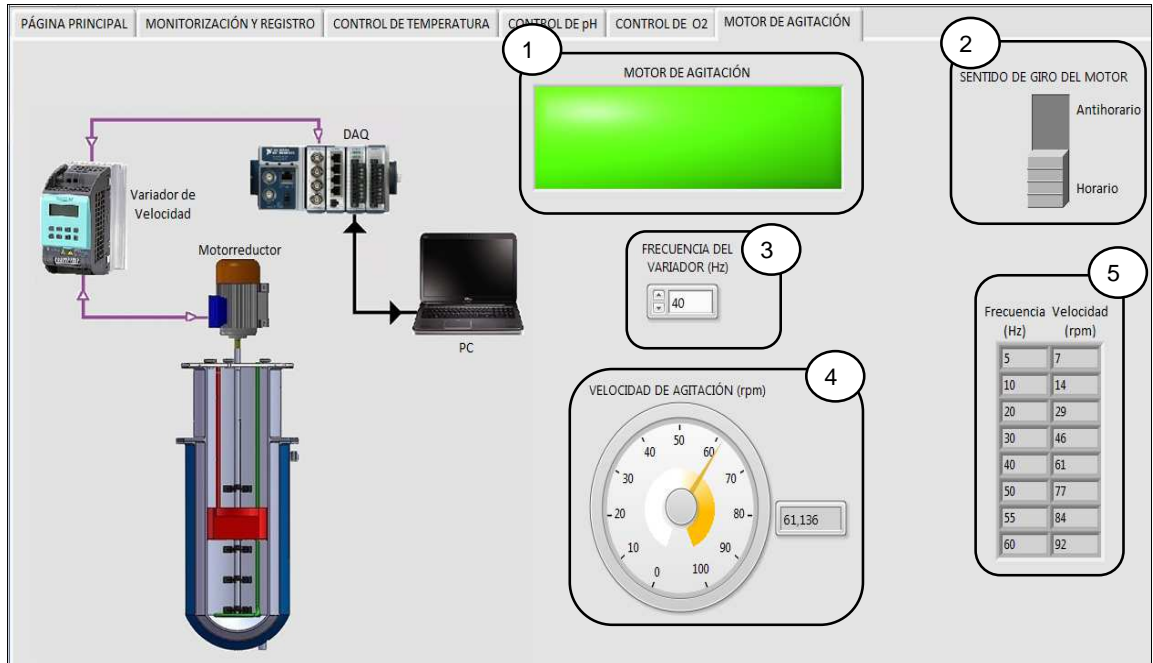 PÁGINA PRINCIPAL
MONITORIZACIÓN Y REGISTRO
CONTROL DE TEMPERATURA
CONTROL DE pH
CONTROL DE O2
MOTOR DE AGITACIÓN
1
MOTOR DE AGITACIÓN
2
SENTIDO DE GIRO DEL MOTOR
Antihorario
Horario
DAQ
Variador de
Velocidad
Motorreductor
PC
3
FRECUENCIA DEL
VARIADOR (Hz)
40
4
VELOCIDAD DE AGITACIÓN (rpm)
0
10
20
30
40
50
60
70
80
90
100
61,136
5
Frecuencia Velocidad
(Hz) (rpm)
5 7
10 14
20 29
30 46
40 61
50 77
55 84
60 92